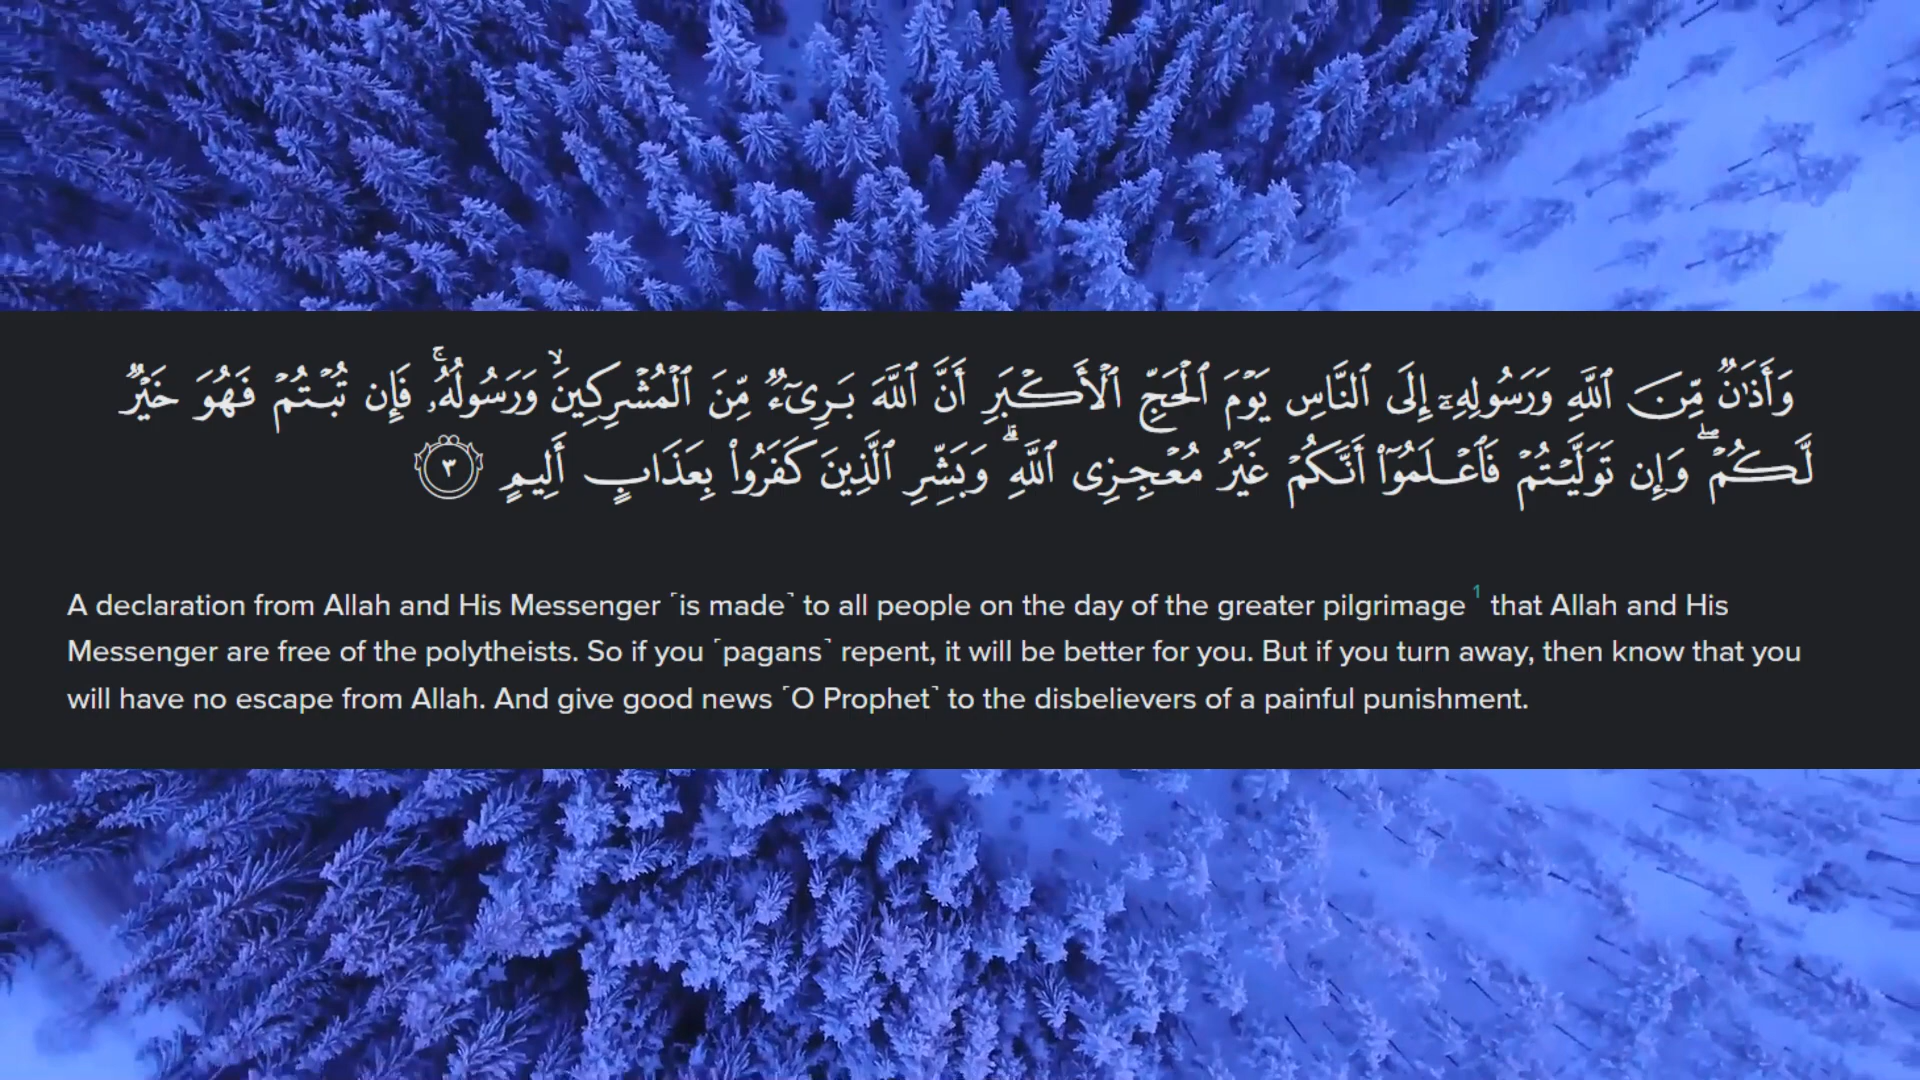 وَأَذَٰنٌ مِّنَ ٱللَّهِ وَرَسُولِهِۦٓ إِلَى ٱلنَّاسِ يَوْمَ ٱلْحَجِّ ٱلْأَكْبَرِ أَنَّ ٱللَّهَ بَرِىٓءٌ مِّنَ ٱلْمُشْرِكِينَ ۙ وَرَسُولُهُۥ ۚ فَإِن تُبْتُمْ فَهُوَ خَيْرٌ
لَّكُمْ ۖ وَإِن تَوَلَّيْتُمْ فَٱعْلَمُوٓا۟ أَنَّكُمْ غَيْرُ مُعْجِزِى ٱللَّهِ ۗ وَبَشِّرِ ٱلَّذِينَ كَفَرُوا۟ بِعَذَابٍ أَلِيمٍ ٣
A declaration from Allah and His Messenger ˹is made˺ to all people on the day of the greater pilgrimage 1 that Allah and His
Messenger are free of the polytheists. So if you ˹pagans˺ repent, it will be better for you. But if you turn away, then know that you
will have no escape from Allah. And give good news ˹O Prophet˺ to the disbelievers of a painful punishment.